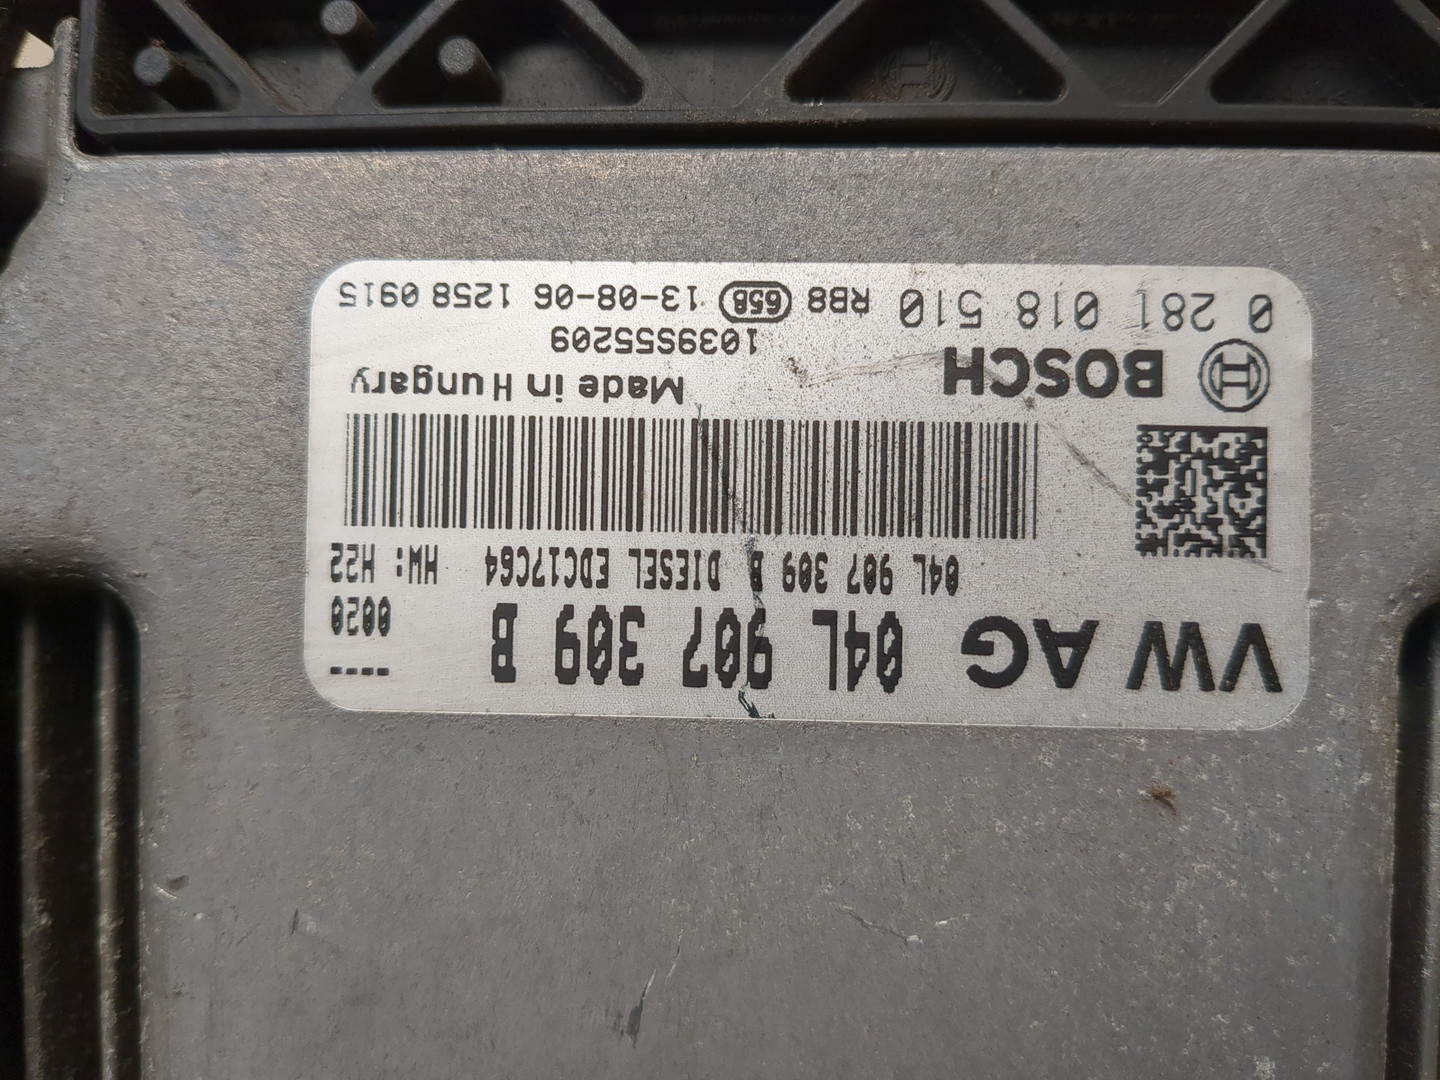 VW AG 04L 907 309 B ---
0020
04L 907 309 B DIESEL EDC17C64 HW: H22
BOSCH Made in Hungary
1039S55209
0 281 018 510 RB8 658 13-08-06 1258 0915